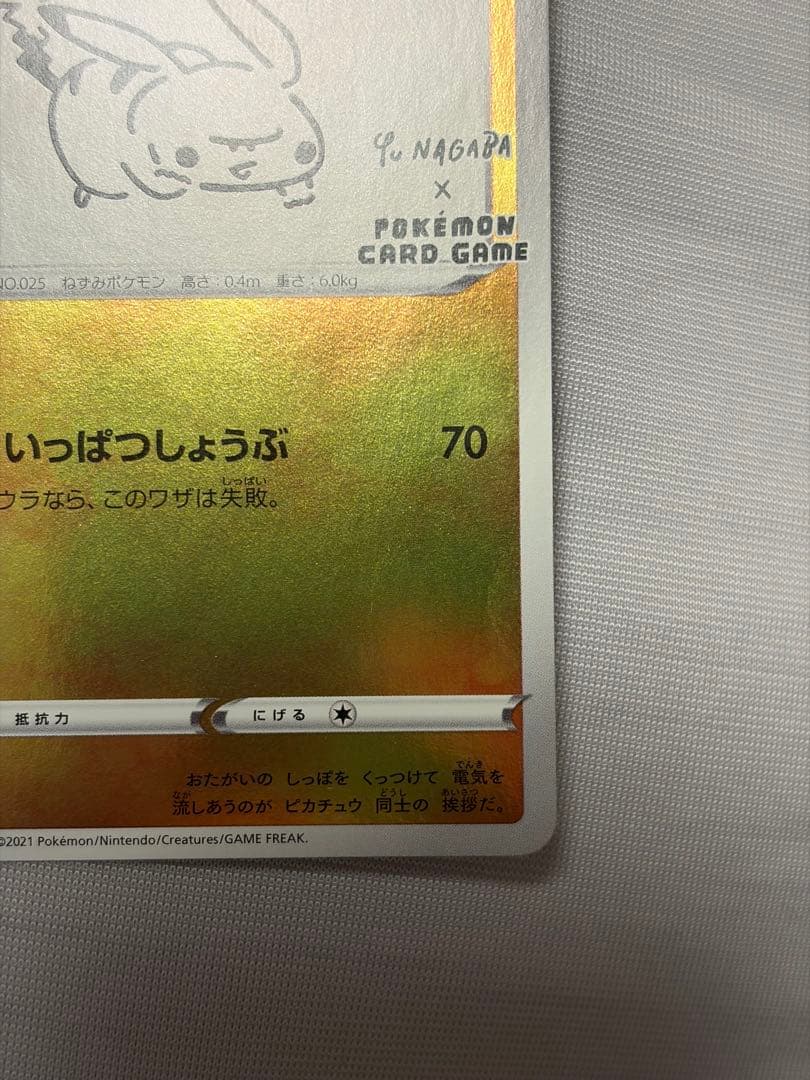 Yu NAGABA
×
POKÉMON
CARD GAME
NO.025 ねずみポケモン 高さ:0.4m 重さ:6.0kg
いっぱつしょうぶ 70
しっぱい
ウラなら、このワザは失敗。
抵抗力 にげる
でんき
おたがいの しっぽを くっつけて 電気を
なが どうし あいさつ
流しあうのが ピカチュウ 同士の 挨拶だ。
©2021 Pokémon/Nintendo/Creatures/GAME FREAK.